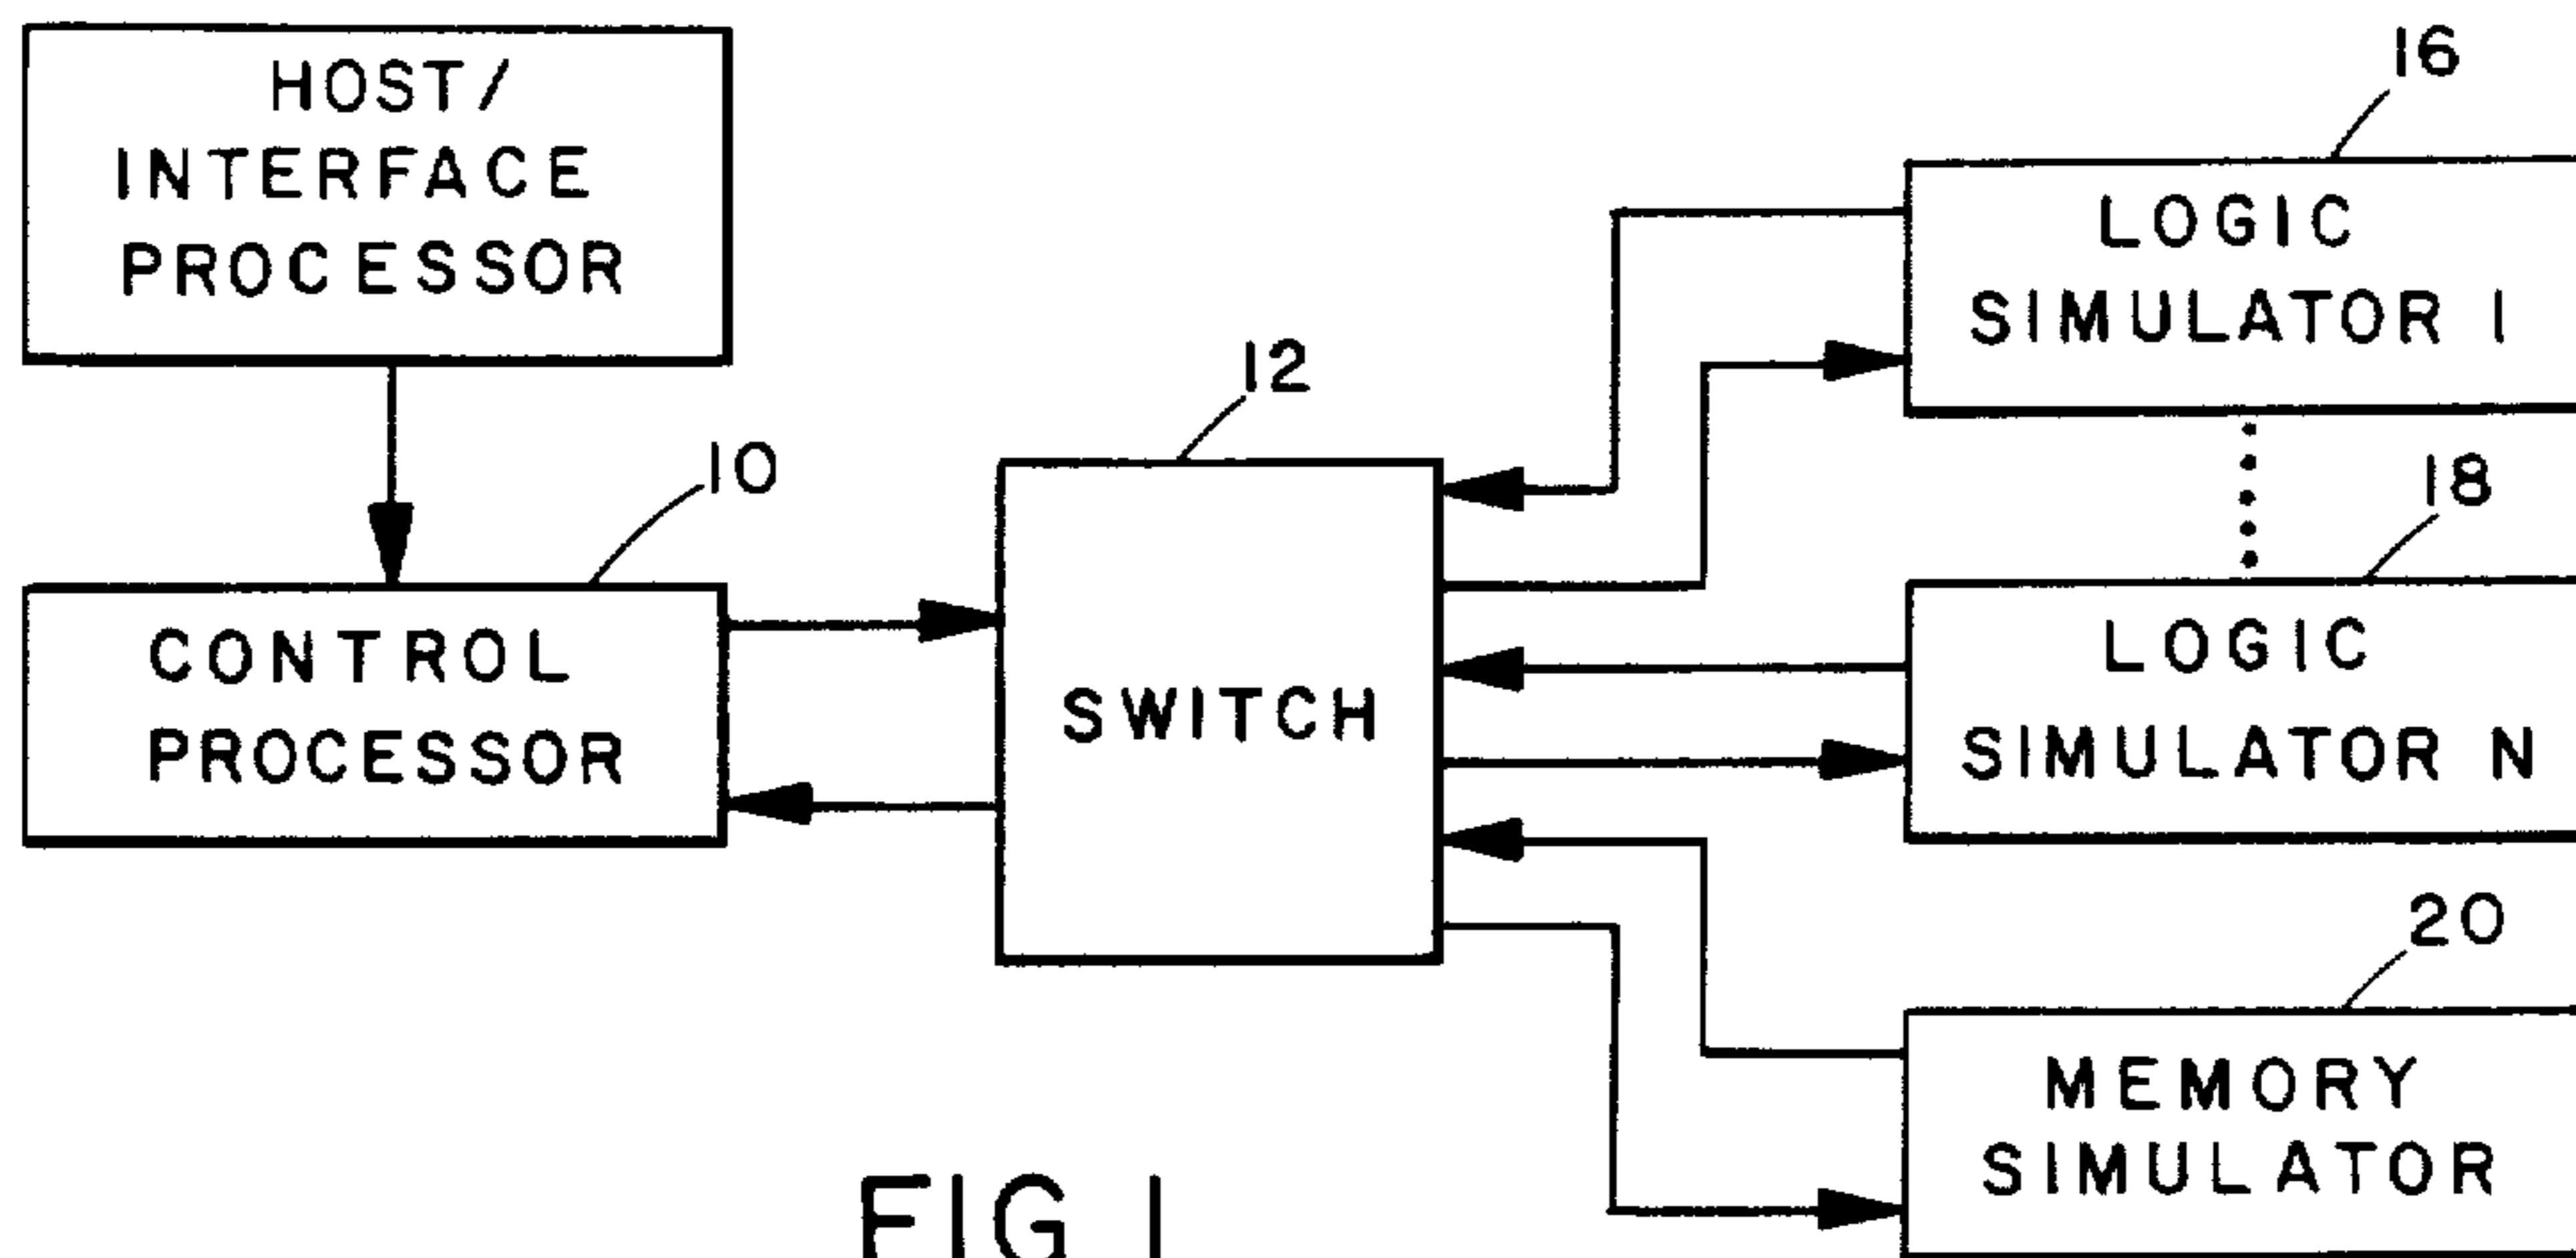 HOST/
INTERFACE
PROCESSOR
10
CONTROL
PROCESSOR
12
SWITCH
16
LOGIC
SIMULATOR 1
18
LOGIC
SIMULATOR N
20
MEMORY
SIMULATOR
FIG 1